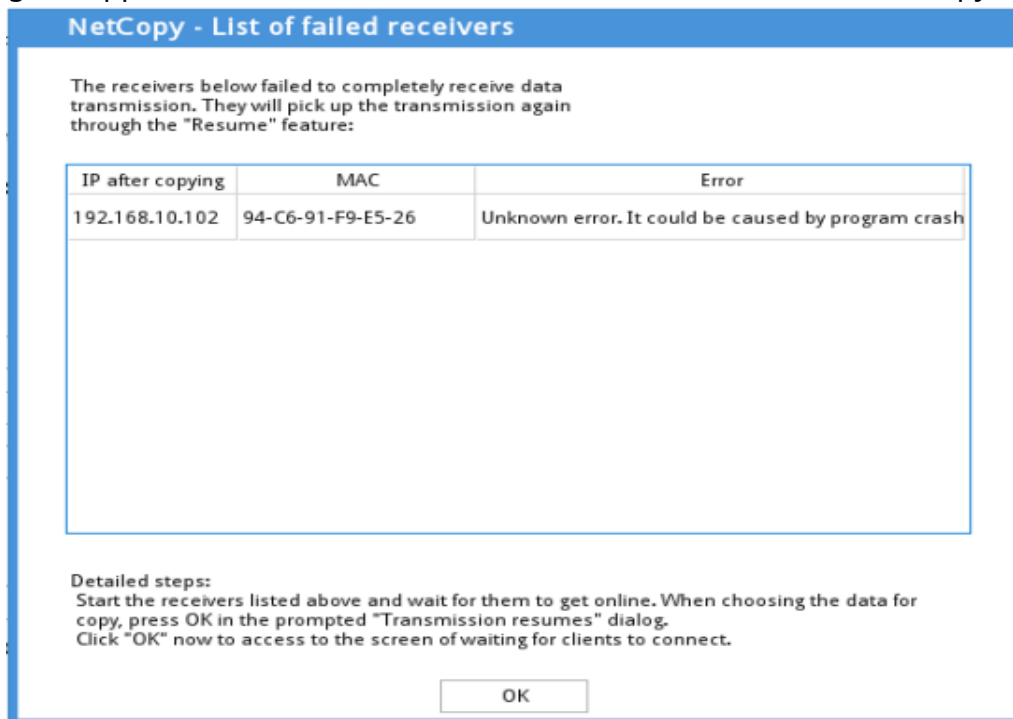 NetCopy - List of failed receivers
The receivers below failed to completely receive data
transmission. They will pick up the transmission again
through the "Resume" feature:
IP after copying MAC Error
192.168.10.102 94-C6-91-F9-E5-26 Unknown error. It could be caused by program crash
Detailed steps:
Start the receivers listed above and wait for them to get online. When choosing the data for
copy, press OK in the prompted "Transmission resumes" dialog.
Click "OK" now to access to the screen of waiting for clients to connect.
OK